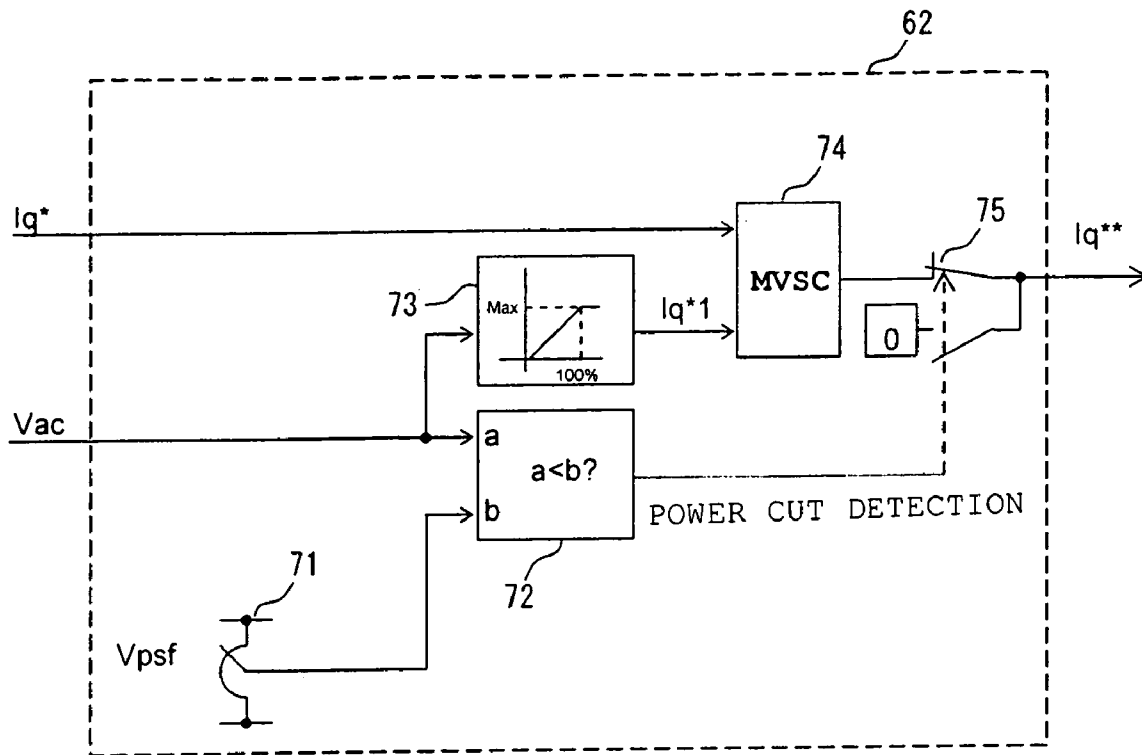 62
74
Iq*
75
Iq**
73
Max
Iq*1
MVSC
0
100%
Vac
a
a<b?
b
POWER CUT DETECTION
71
72
Vpsf